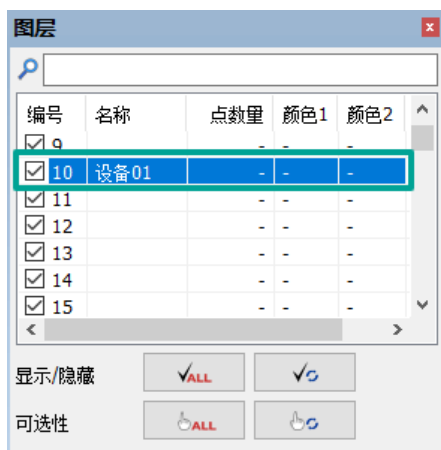 图层
编号 名称 点数量 颜色1 颜色2
9 - - -
10 设备01 - - -
11 - - -
12 - - -
13 - - -
14 - - -
15 - - -
显示/隐藏 ALL
可选性 ALL